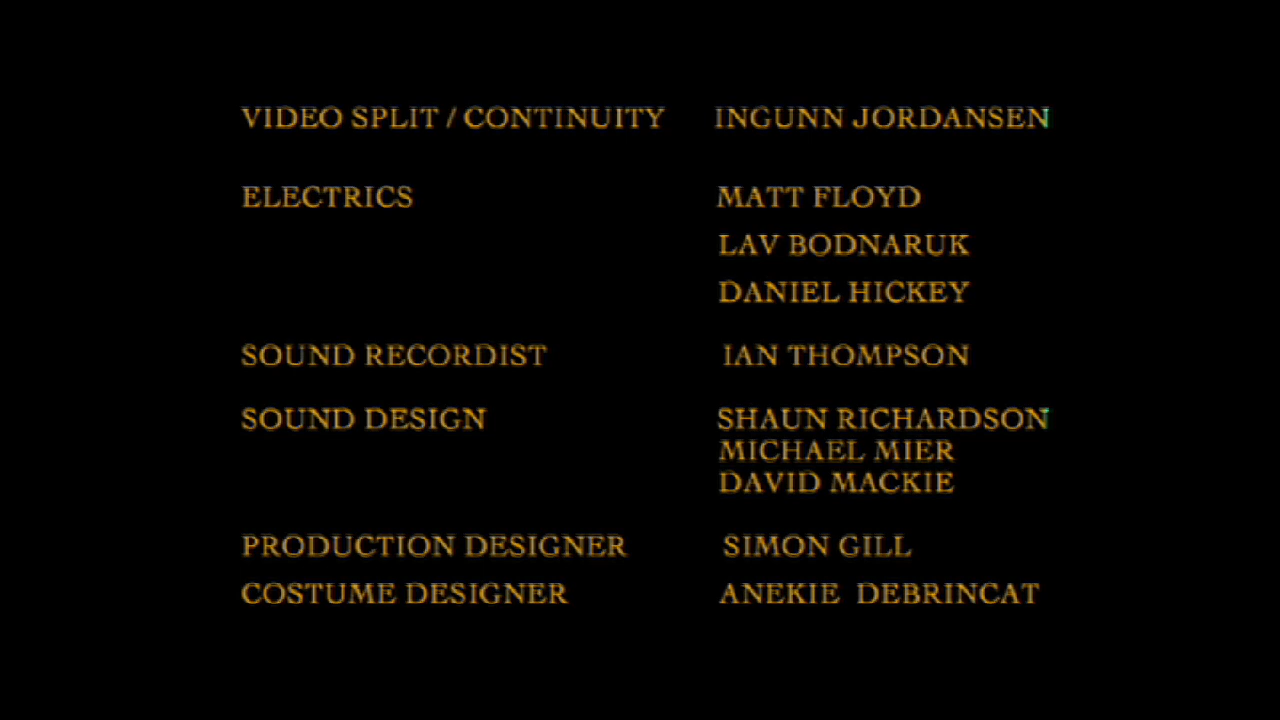 VIDEO SPLIT / CONTINUITY INGUNN JORDANSEN
ELECTRICS MATT FLOYD
LAV BODNARUK
DANIEL HICKEY
SOUND RECORDIST IAN THOMPSON
SOUND DESIGN SHAUN RICHARDSON
MICHAEL MIER
DAVID MACKIE
PRODUCTION DESIGNER SIMON GILL
COSTUME DESIGNER ANEKIE DEBRINCAT